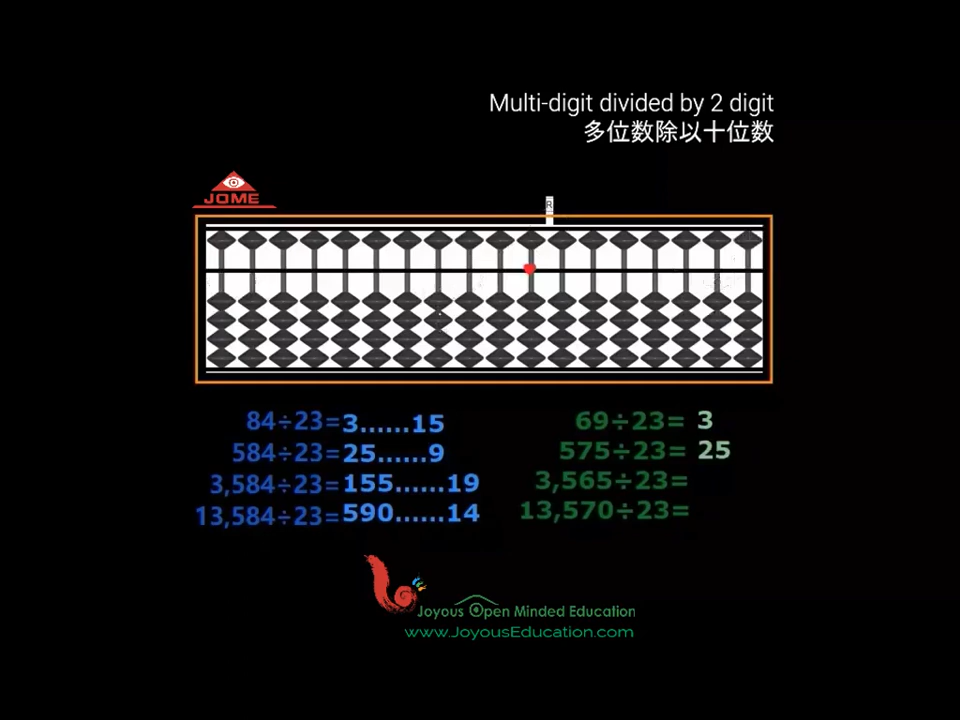 Multi-digit divided by 2 digit
多位数除以十位数
JOME
R
84÷23=3......15
584÷23=25......9
3,584÷23=155......19
13,584÷23=590......14
69÷23= 3
575÷23= 25
3,565÷23=
13,570÷23=
Joyous Open Minded Education
www.JoyousEducation.com